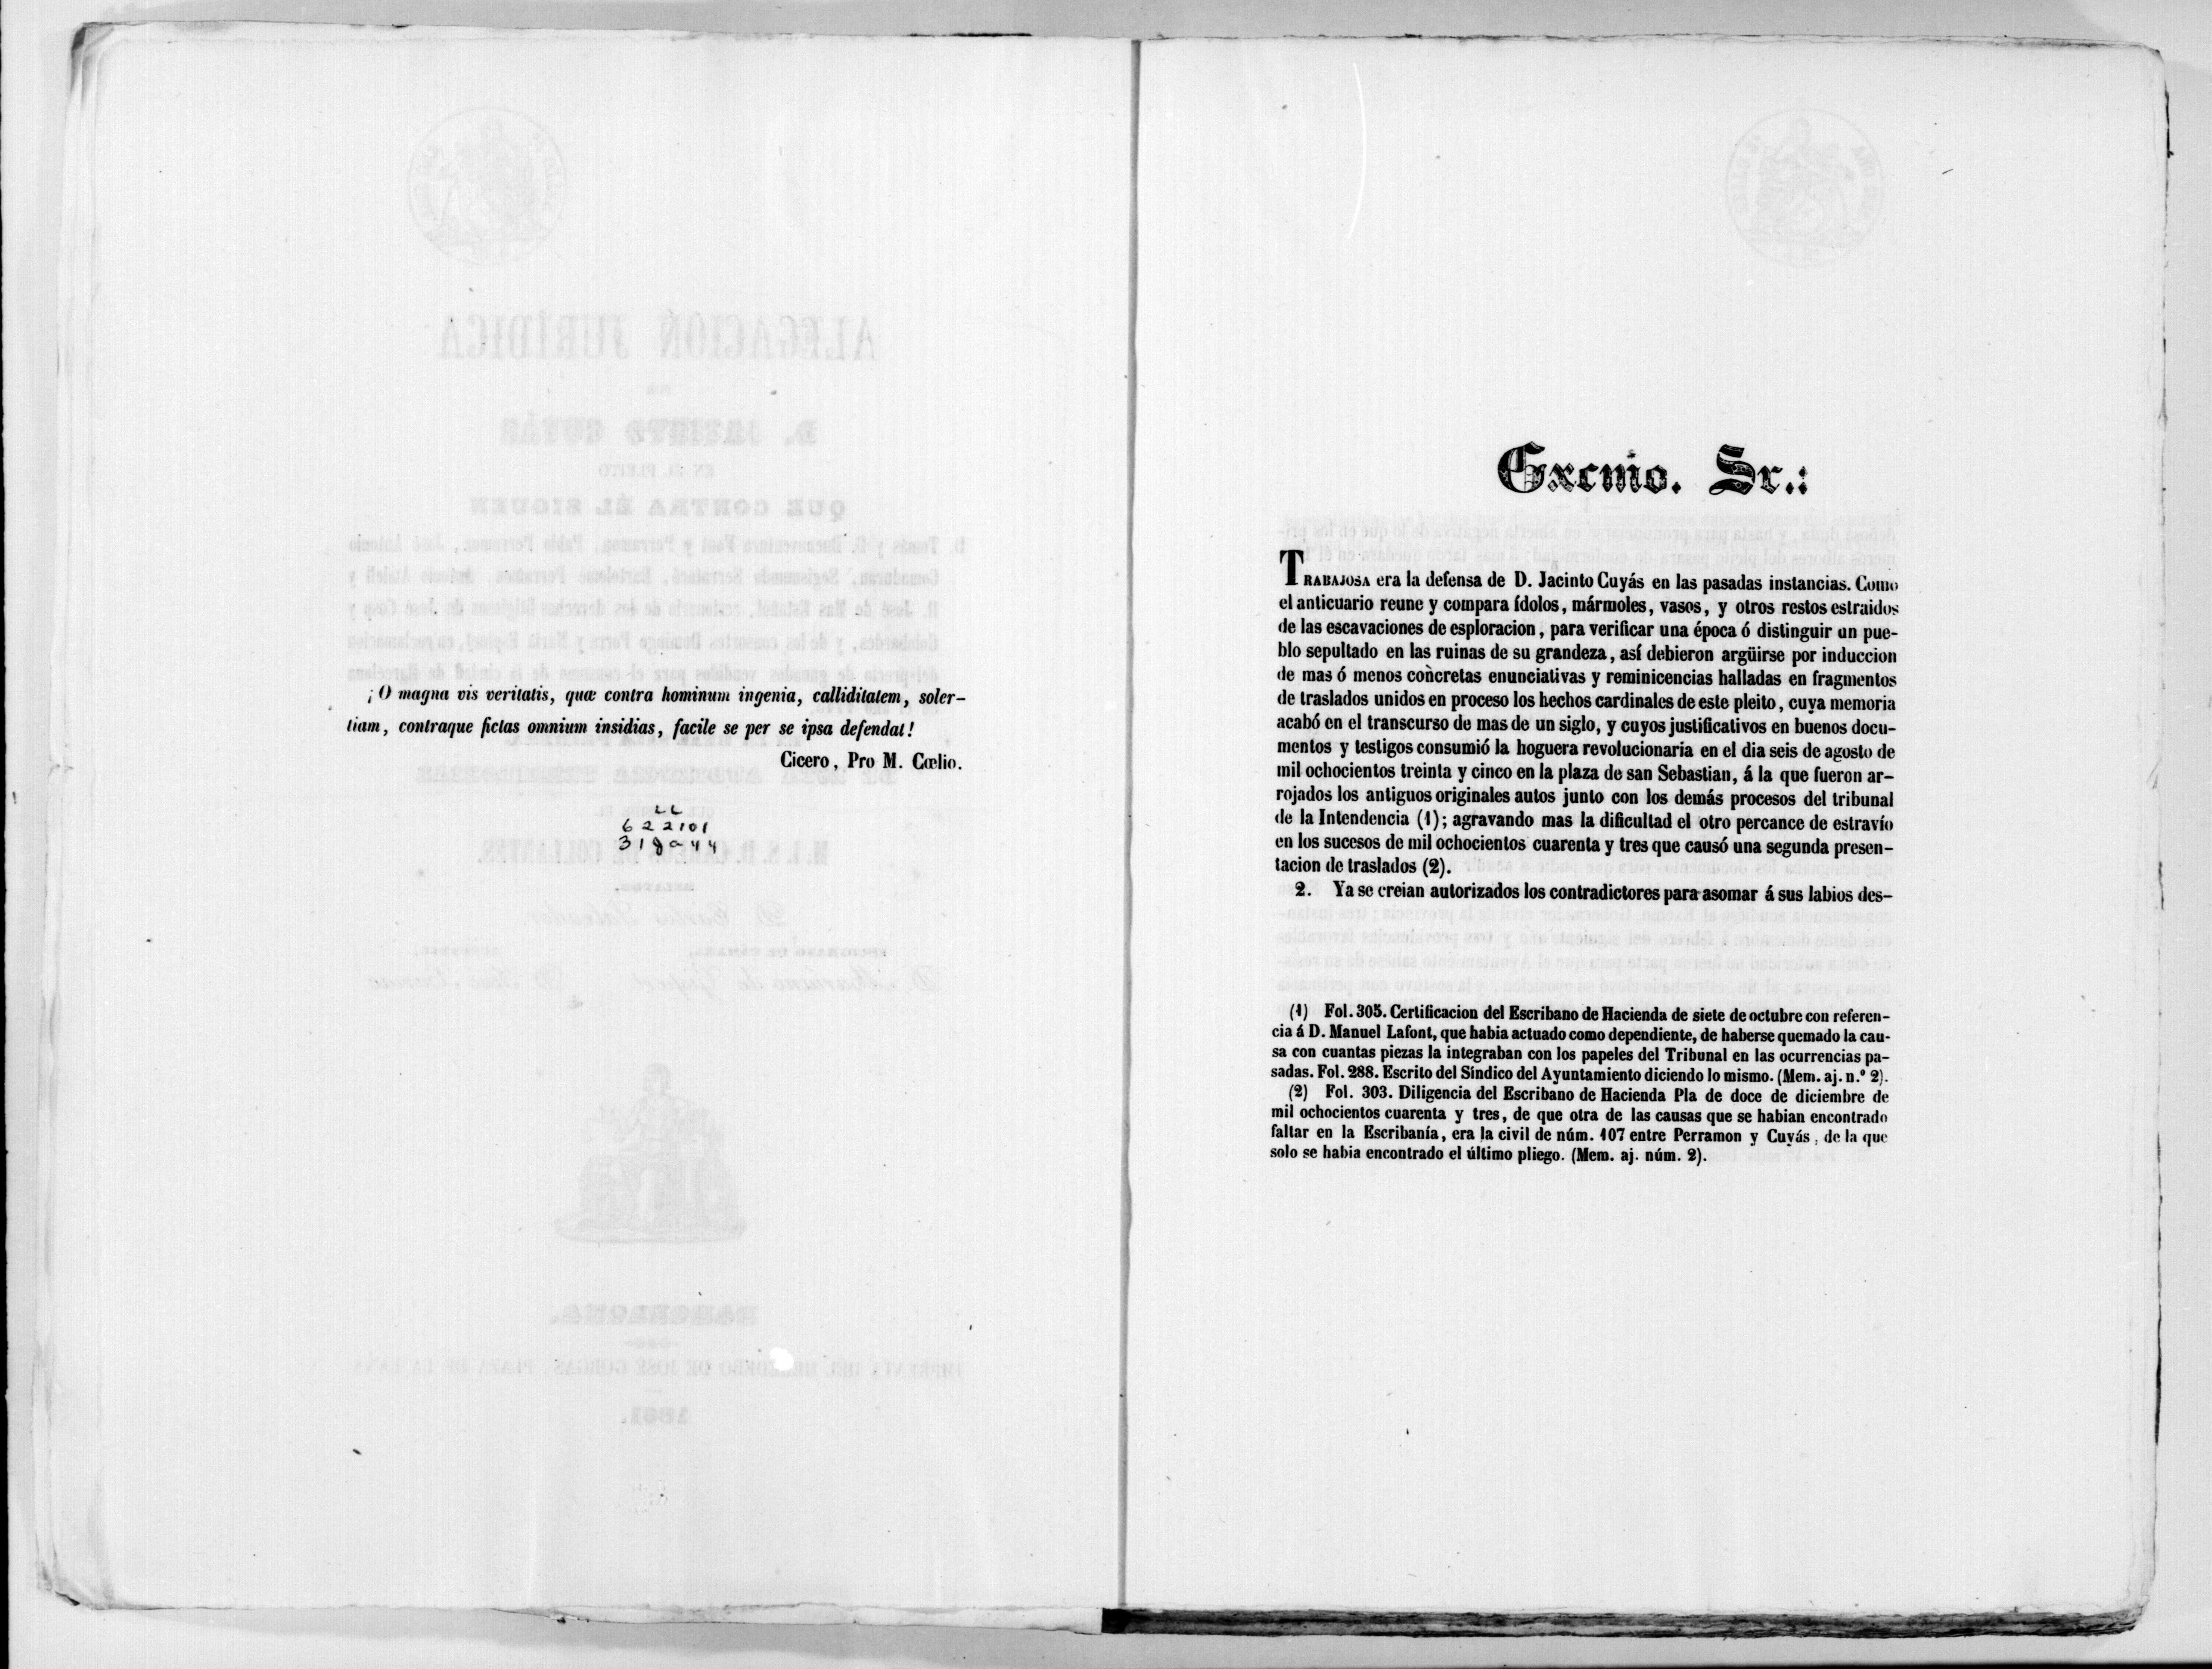 ¡O magna vis veritatis, quæ contra hominum ingenia, calliditatem, soler-
tiam, contraque fictas omnium insidias, facile se per se ipsa defendat!
Cicero, Pro M. Cœlio.
LL
622101
Excmo. Sr.:
TRABAJOSA era la defensa de D. Jacinto Cuyás en las pasadas instancias. Como
el anticuario reune y compara ídolos, mármoles, vasos, y otros restos estraidos
de las escavaciones de esploracion, para verificar una época ó distinguir un pue-
blo sepultado en las ruinas de su grandeza, así debieron argüirse por induccion
de mas ó menos concretas enunciativas y reminicencias halladas en fragmentos
de traslados unidos en proceso los hechos cardinales de este pleito, cuya memoria
acabó en el transcurso de mas de un siglo, y cuyos justificativos en buenos docu-
mentos y testigos consumió la hoguera revolucionaria en el dia seis de agosto de
mil ochocientos treinta y cinco en la plaza de san Sebastian, á la que fueron ar-
rojados los antiguos originales autos junto con los demás procesos del tribunal
de la Intendencia (1); agravando mas la dificultad el otro percance de estravío
en los sucesos de mil ochocientos cuarenta y tres que causó una segunda presen-
tacion de traslados (2).
2. Ya se creian autorizados los contradictores para asomar á sus labios des-
(1) Fol. 305. Certificacion del Escribano de Hacienda de siete de octubre con referen-
cia á D. Manuel Lafont, que habia actuado como dependiente, de haberse quemado la cau-
sa con cuantas piezas la integraban con los papeles del Tribunal en las ocurrencias pa-
sadas. Fol. 288. Escrito del Síndico del Ayuntamiento diciendo lo mismo. (Mem. aj. n.º 2).
(2) Fol. 303. Diligencia del Escribano de Hacienda Pla de doce de diciembre de
mil ochocientos cuarenta y tres, de que otra de las causas que se habian encontrado
faltar en la Escribanía, era la civil de núm. 107 entre Perramon y Cuyás, de la que
solo se habia encontrado el último pliego. (Mem. aj. núm. 2).